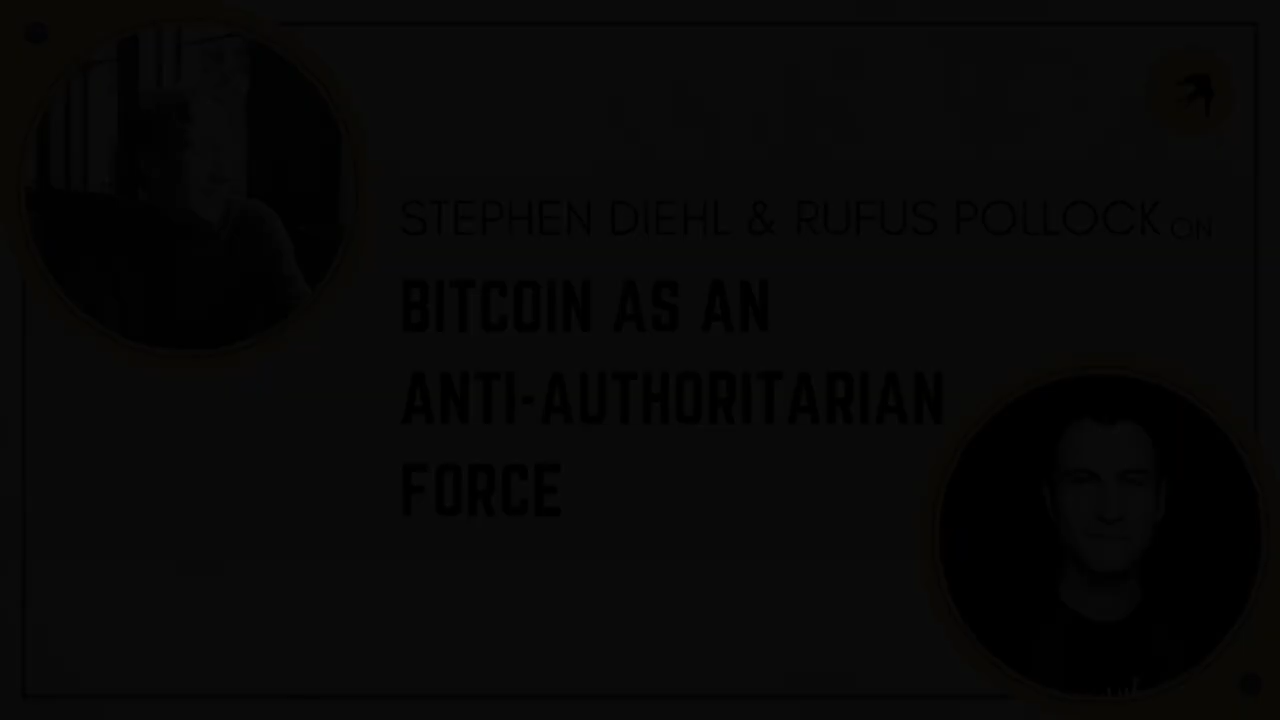 STEPHEN DIEHL & RUFUS POLLOCK ON
BITCOIN AS AN
ANTI-AUTHORITARIAN
FORCE